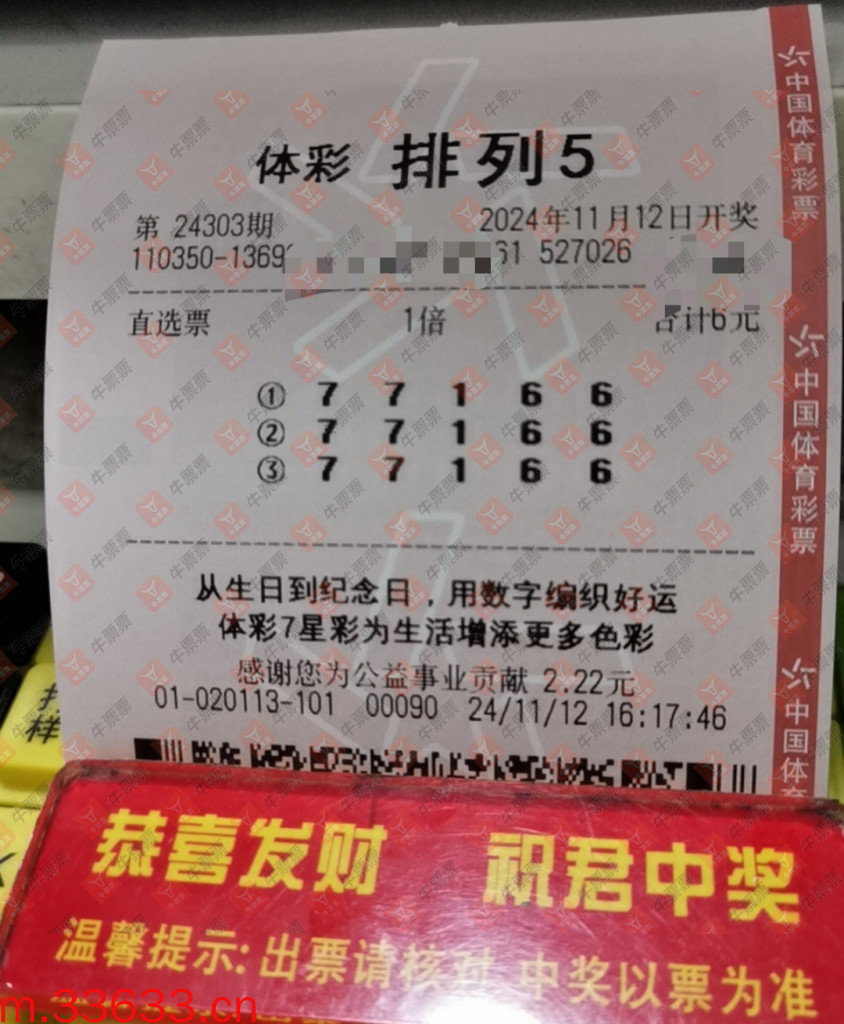 体彩 排列5
第 24303期 2024年11月12日开奖
110350-1369 61 527026
直选票 1倍 合计6元
① 7 7 1 6 6
② 7 7 1 6 6
③ 7 7 1 6 6
从生日到纪念日，用数字编织好运
体彩7星彩为生活增添更多色彩
感谢您为公益事业贡献 2.22元
01-020113-101 00090 24/11/12 16:17:46
中国体育彩票
中国体育彩票
中国体育
恭喜发财 祝君中奖
温馨提示:出票请核对 中奖以票为准
m.33633.cn
牛票票
样